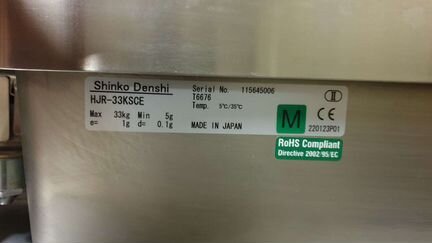 Shinko Denshi
HJR-33KSCE
Max 33kg Min 5g
e= 1g d= 0.1g
Serial No. 115645006
T6676
Temp. 5℃/35℃
MADE IN JAPAN
M
CE
220123P01
RoHS Compliant
Directive 2002/95/EC